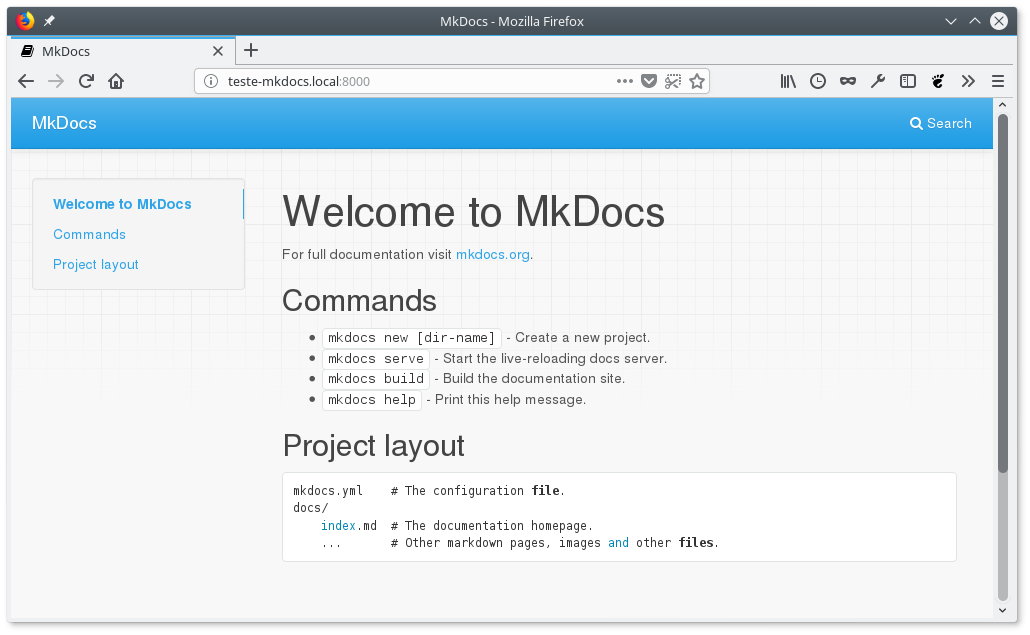 MkDocs - Mozilla Firefox
MkDocs
teste-mkdocs.local:8000
MkDocs
Search
Welcome to MkDocs
Commands
Project layout
Welcome to MkDocs
For full documentation visit mkdocs.org.
Commands
mkdocs new [dir-name] - Create a new project.
mkdocs serve - Start the live-reloading docs server.
mkdocs build - Build the documentation site.
mkdocs help - Print this help message.
Project layout
mkdocs.yml    # The configuration file.
docs/
    index.md  # The documentation homepage.
    ...       # Other markdown pages, images and other files.